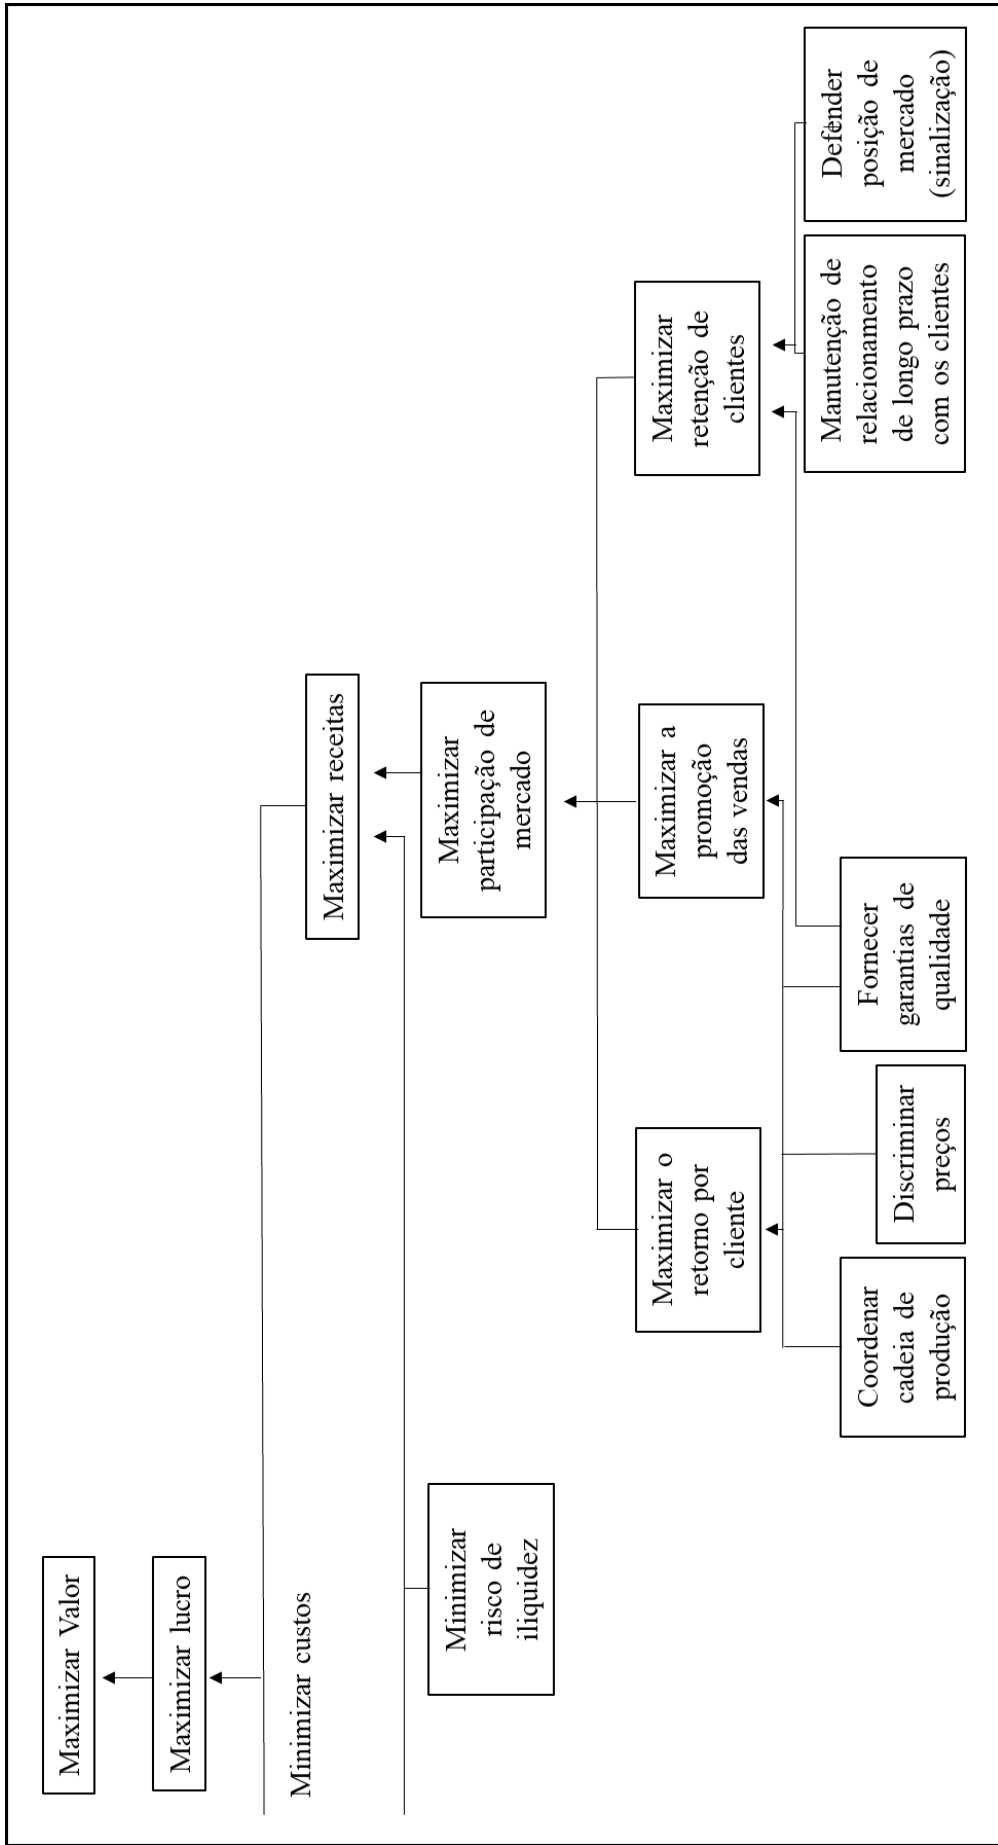 Maximizar Valor
Maximizar lucro
Minimizar custos
Maximizar receitas
Minimizar
risco de
iliquidez
Maximizar
participação de
mercado
Maximizar o
retorno por
cliente
Maximizar a
promoção
das vendas
Maximizar
retenção de
clientes
Coordenar
cadeia de
produção
Discriminar
preços
Fornecer
garantias de
qualidade
Manutenção de
relacionamento
de longo prazo
com os clientes
Defender
posição de
mercado
(sinalização)